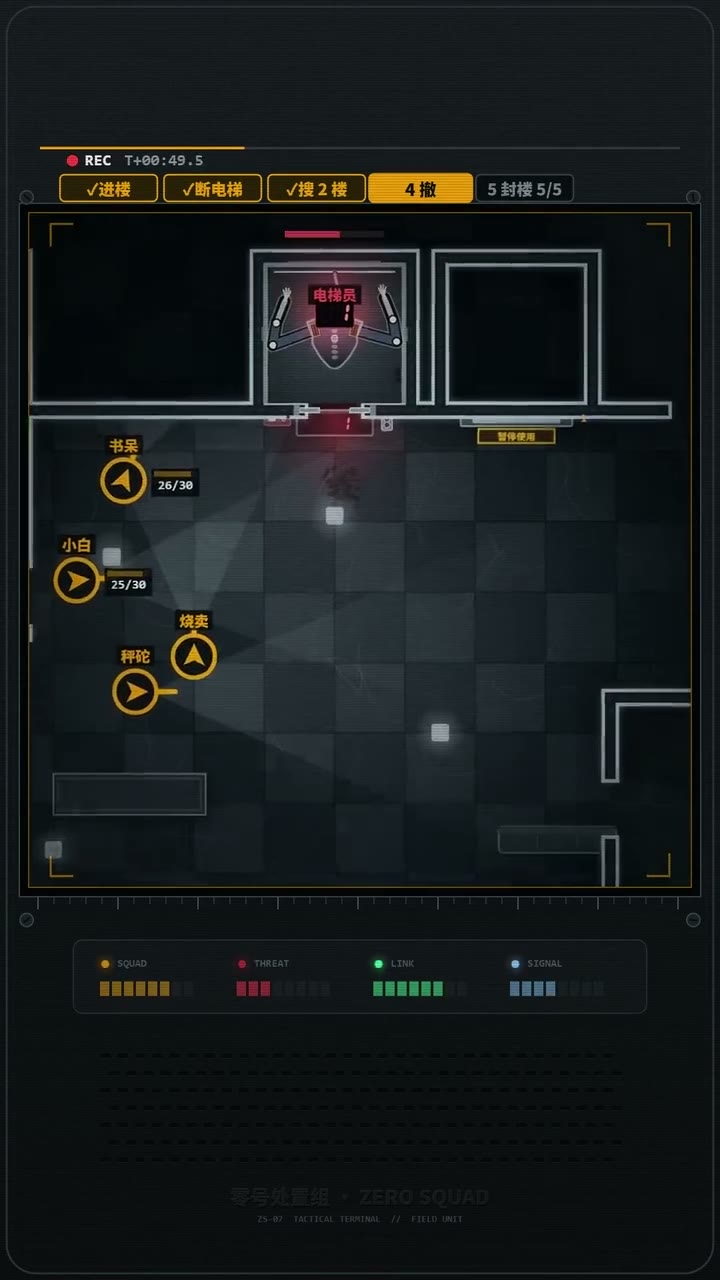 REC T+00:49.5
✓进楼 ✓断电梯 ✓搜 2 楼 4 撤 5 封楼 5/5
电梯员
1
1
暂停使用
书呆
26/30
小白
25/30
烧卖
秤砣
SQUAD THREAT LINK SIGNAL
零号处置组 · ZERO SQUAD
ZS-07 TACTICAL TERMINAL // FIELD UNIT